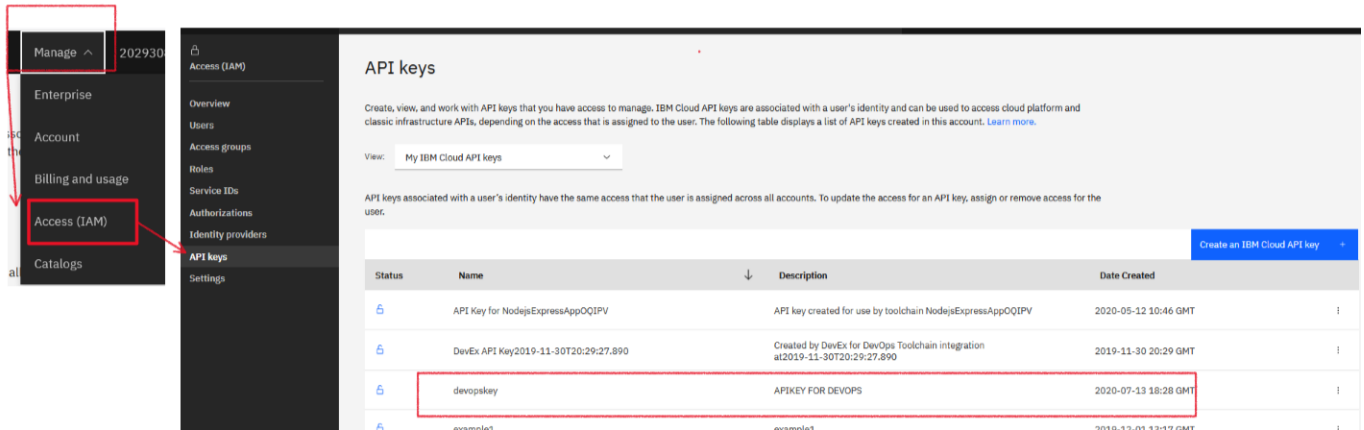 Manage
202930
Enterprise
Account
Billing and usage
Access (IAM)
Catalogs
Access (IAM)
Overview
Users
Access groups
Roles
Service IDs
Authorizations
Identity providers
API keys
Settings
API keys
Create, view, and work with API keys that you have access to manage. IBM Cloud API keys are associated with a user's identity and can be used to access cloud platform and
classic infrastructure APIs, depending on the access that is assigned to the user. The following table displays a list of API keys created in this account. Learn more.
View: My IBM Cloud API keys
API keys associated with a user's identity have the same access that the user is assigned across all accounts. To update the access for an API key, assign or remove access for the
user.
Create an IBM Cloud API key +
Status Name Description Date Created
API Key for NodejsExpressAppOQIPV API key created for use by toolchain NodejsExpressAppOQIPV 2020-05-12 10:46 GMT
DevEx API Key2019-11-30T20:29:27.890 Created by DevEx for DevOps Toolchain integration
at2019-11-30T20:29:27.890 2019-11-30 20:29 GMT
devopskey APIKEY FOR DEVOPS 2020-07-13 18:28 GMT
example1 example1 2019-12-01 13:17 GMT